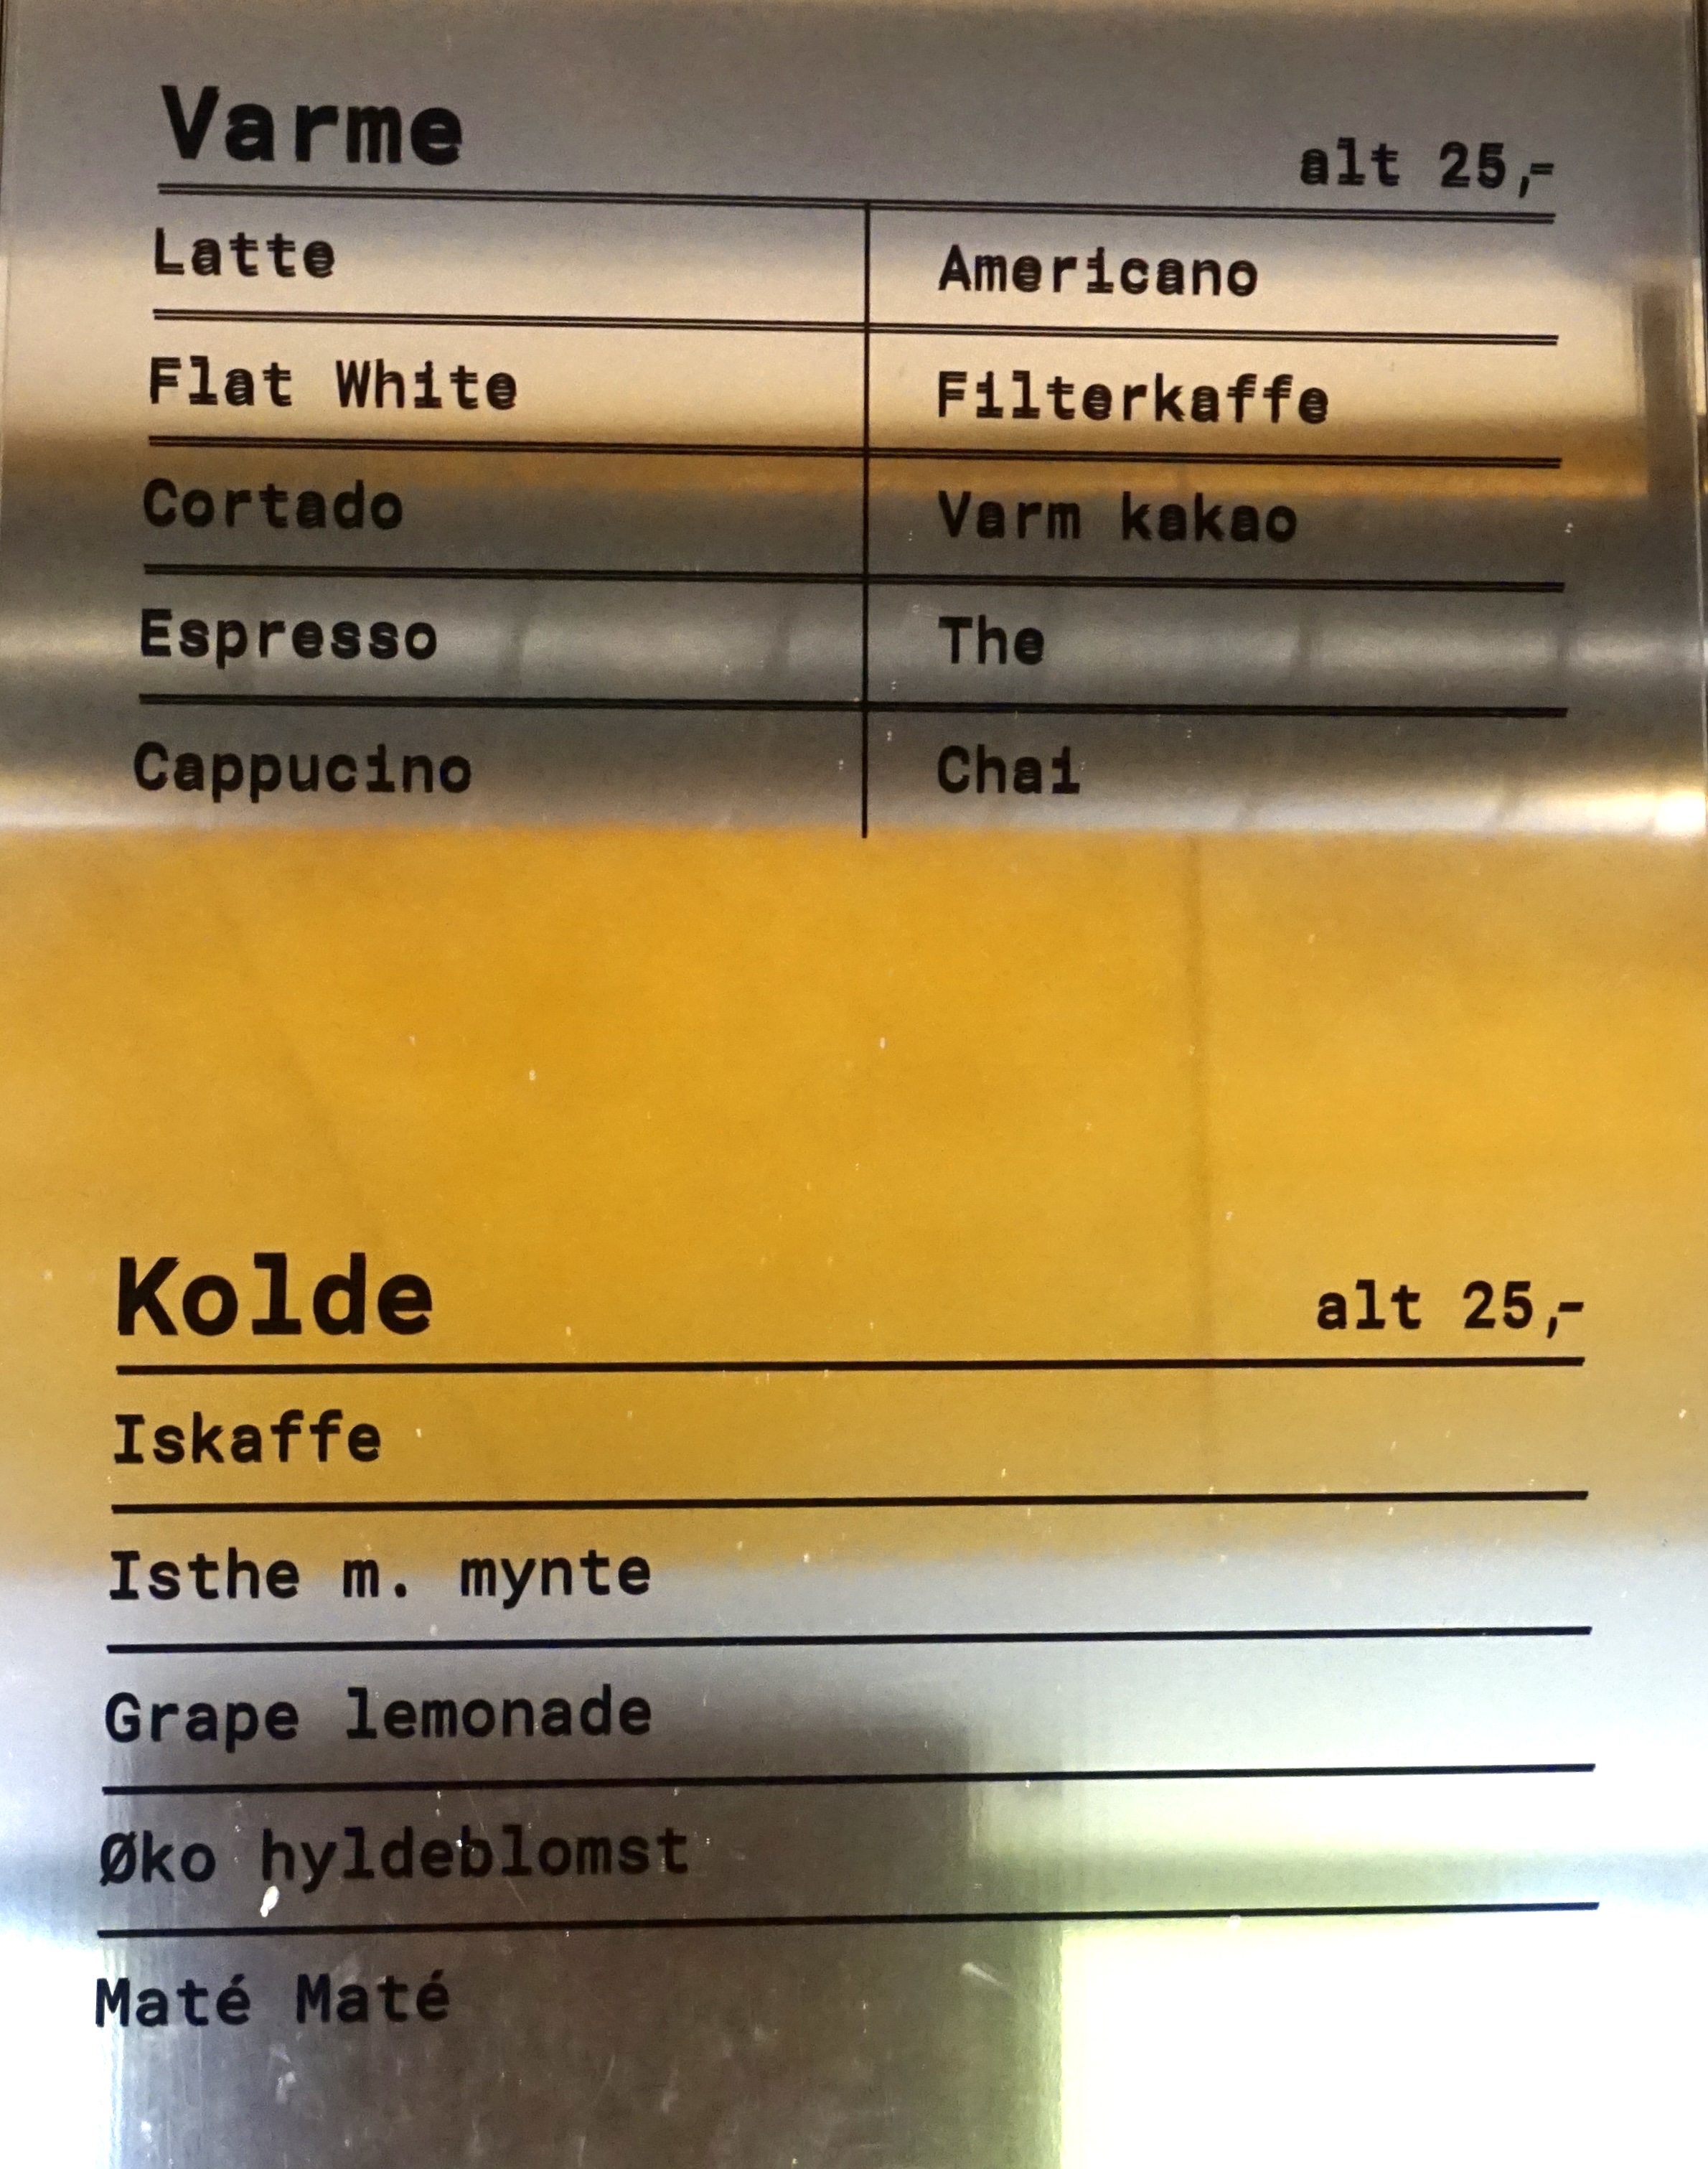 Varme
alt 25,-
Latte
Americano
Flat White
Filterkaffe
Cortado
Varm kakao
Espresso
The
Cappucino
Chai
Kolde
alt 25,-
Iskaffe
Isthe m. mynte
Grape lemonade
Øko hyldeblomst
Maté Maté